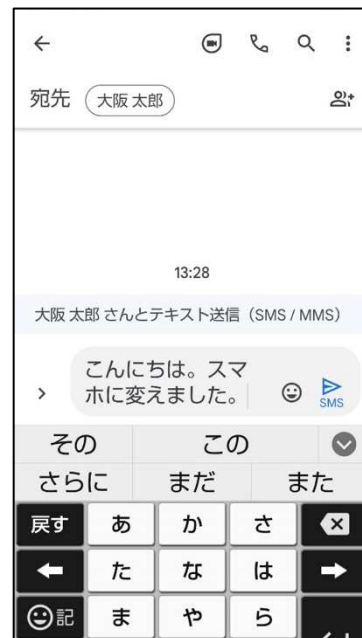 宛先 大阪 太郎
13:28
大阪 太郎 さんとテキスト送信（SMS / MMS）
こんにちは。スマ
ホに変えました。
SMS
その この
さらに まだ また
戻す あ か さ
た な は
記 ま や ら